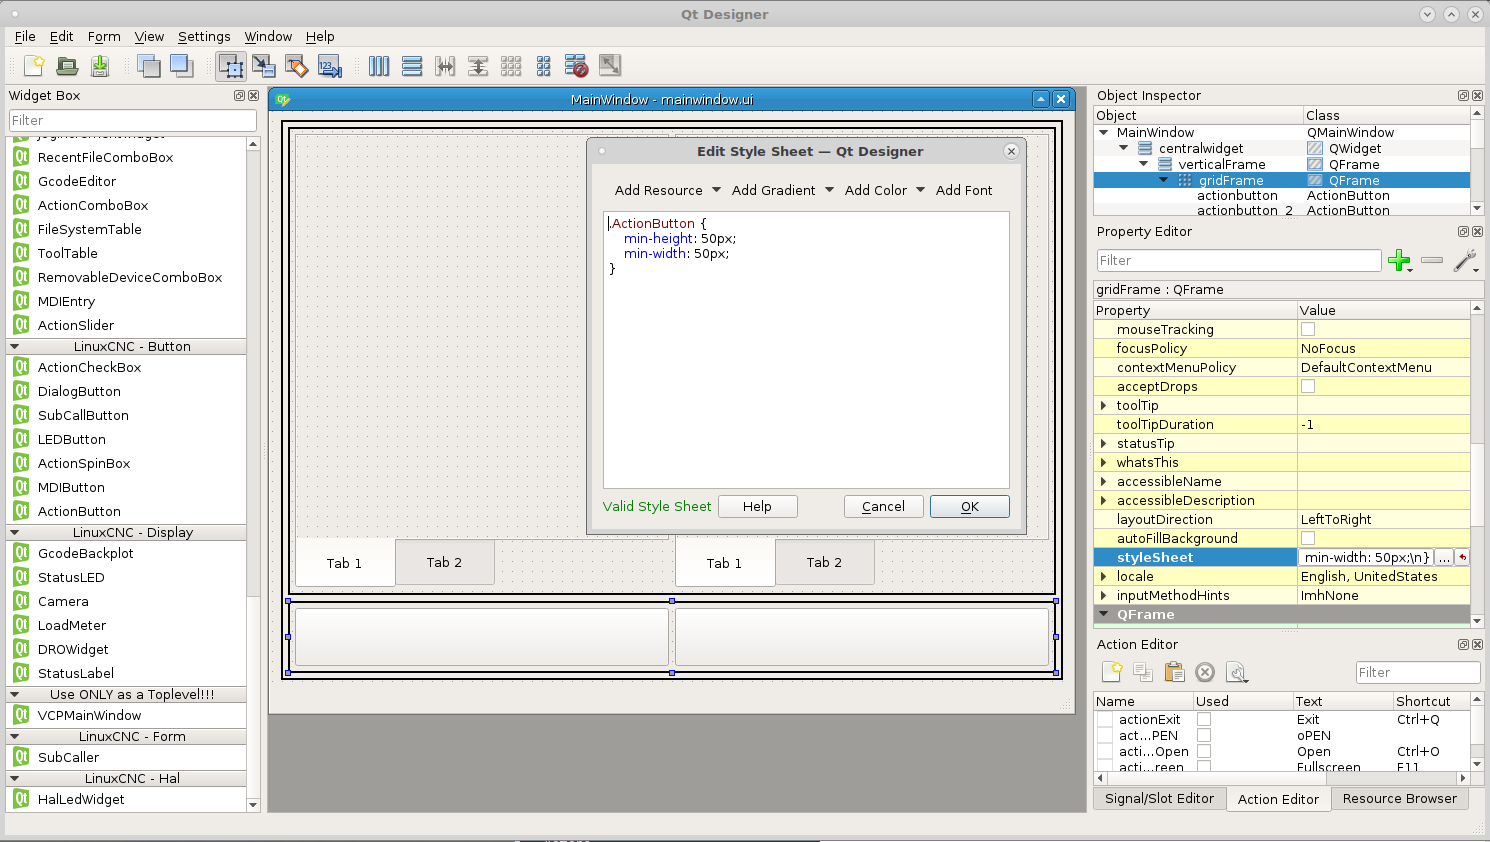 Qt Designer
File Edit Form View Settings Window Help
Widget Box
Filter
RecentFileComboBox
GcodeEditor
ActionComboBox
FileSystemTable
ToolTable
RemovableDeviceComboBox
MDIEntry
ActionSlider
LinuxCNC - Button
ActionCheckBox
DialogButton
SubCallButton
LEDButton
ActionSpinBox
MDIButton
ActionButton
LinuxCNC - Display
GcodeBackplot
StatusLED
Camera
LoadMeter
DROWidget
StatusLabel
Use ONLY as a Toplevel!!!
VCPMainWindow
LinuxCNC - Form
SubCaller
LinuxCNC - Hal
HalLedWidget
MainWindow - mainwindow.ui
Edit Style Sheet — Qt Designer
Add Resource Add Gradient Add Color Add Font
.ActionButton {
min-height: 50px;
min-width: 50px;
}
Valid Style Sheet Help Cancel OK
Tab 1 Tab 2 Tab 1 Tab 2
Object Inspector
Object Class
MainWindow QMainWindow
centralwidget QWidget
verticalFrame QFrame
gridFrame QFrame
actionbutton ActionButton
actionbutton_2 ActionButton
Property Editor
Filter
gridFrame : QFrame
Property Value
mouseTracking
focusPolicy NoFocus
contextMenuPolicy DefaultContextMenu
acceptDrops
toolTip
toolTipDuration -1
statusTip
whatsThis
accessibleName
accessibleDescription
layoutDirection LeftToRight
autoFillBackground
styleSheet min-width: 50px;\n} ...
locale English, UnitedStates
inputMethodHints ImhNone
QFrame
Action Editor
Filter
Name Used Text Shortcut
actionExit Exit Ctrl+Q
act...PEN oPEN
acti...Open Open Ctrl+O
acti...reen Fullscreen F11
Signal/Slot Editor Action Editor Resource Browser